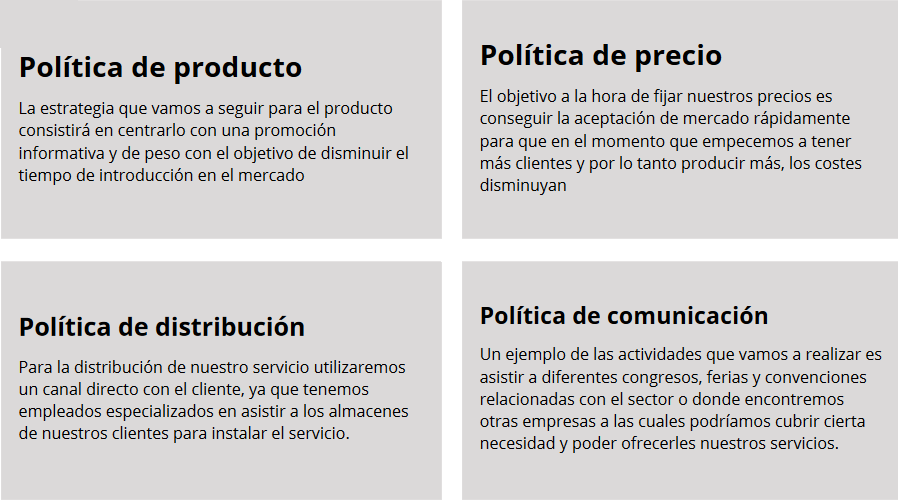 Política de producto
La estrategia que vamos a seguir para el producto
consistirá en centrarlo con una promoción
informativa y de peso con el objetivo de disminuir el
tiempo de introducción en el mercado
Política de precio
El objetivo a la hora de fijar nuestros precios es
conseguir la aceptación de mercado rápidamente
para que en el momento que empecemos a tener
más clientes y por lo tanto producir más, los costes
disminuyan
Política de distribución
Para la distribución de nuestro servicio utilizaremos
un canal directo con el cliente, ya que tenemos
empleados especializados en asistir a los almacenes
de nuestros clientes para instalar el servicio.
Política de comunicación
Un ejemplo de las actividades que vamos a realizar es
asistir a diferentes congresos, ferias y convenciones
relacionadas con el sector o donde encontremos
otras empresas a las cuales podríamos cubrir cierta
necesidad y poder ofrecerles nuestros servicios.